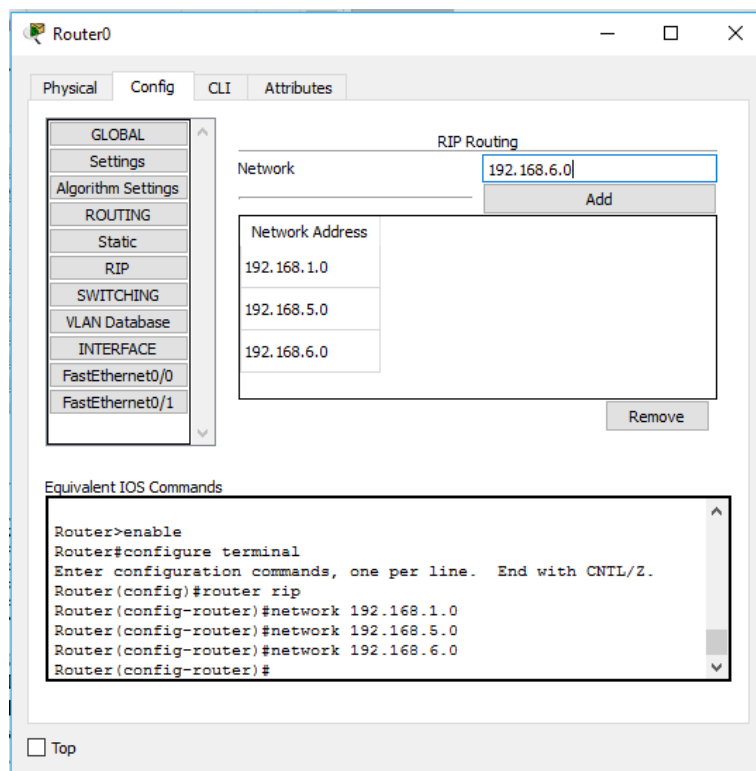 Router0
Physical Config CLI Attributes
GLOBAL
Settings
Algorithm Settings
ROUTING
Static
RIP
SWITCHING
VLAN Database
INTERFACE
FastEthernet0/0
FastEthernet0/1
RIP Routing
Network 192.168.6.0
Add
Network Address
192.168.1.0
192.168.5.0
192.168.6.0
Remove
Equivalent IOS Commands
Router>enable
Router#configure terminal
Enter configuration commands, one per line.  End with CNTL/Z.
Router(config)#router rip
Router(config-router)#network 192.168.1.0
Router(config-router)#network 192.168.5.0
Router(config-router)#network 192.168.6.0
Router(config-router)#
Top